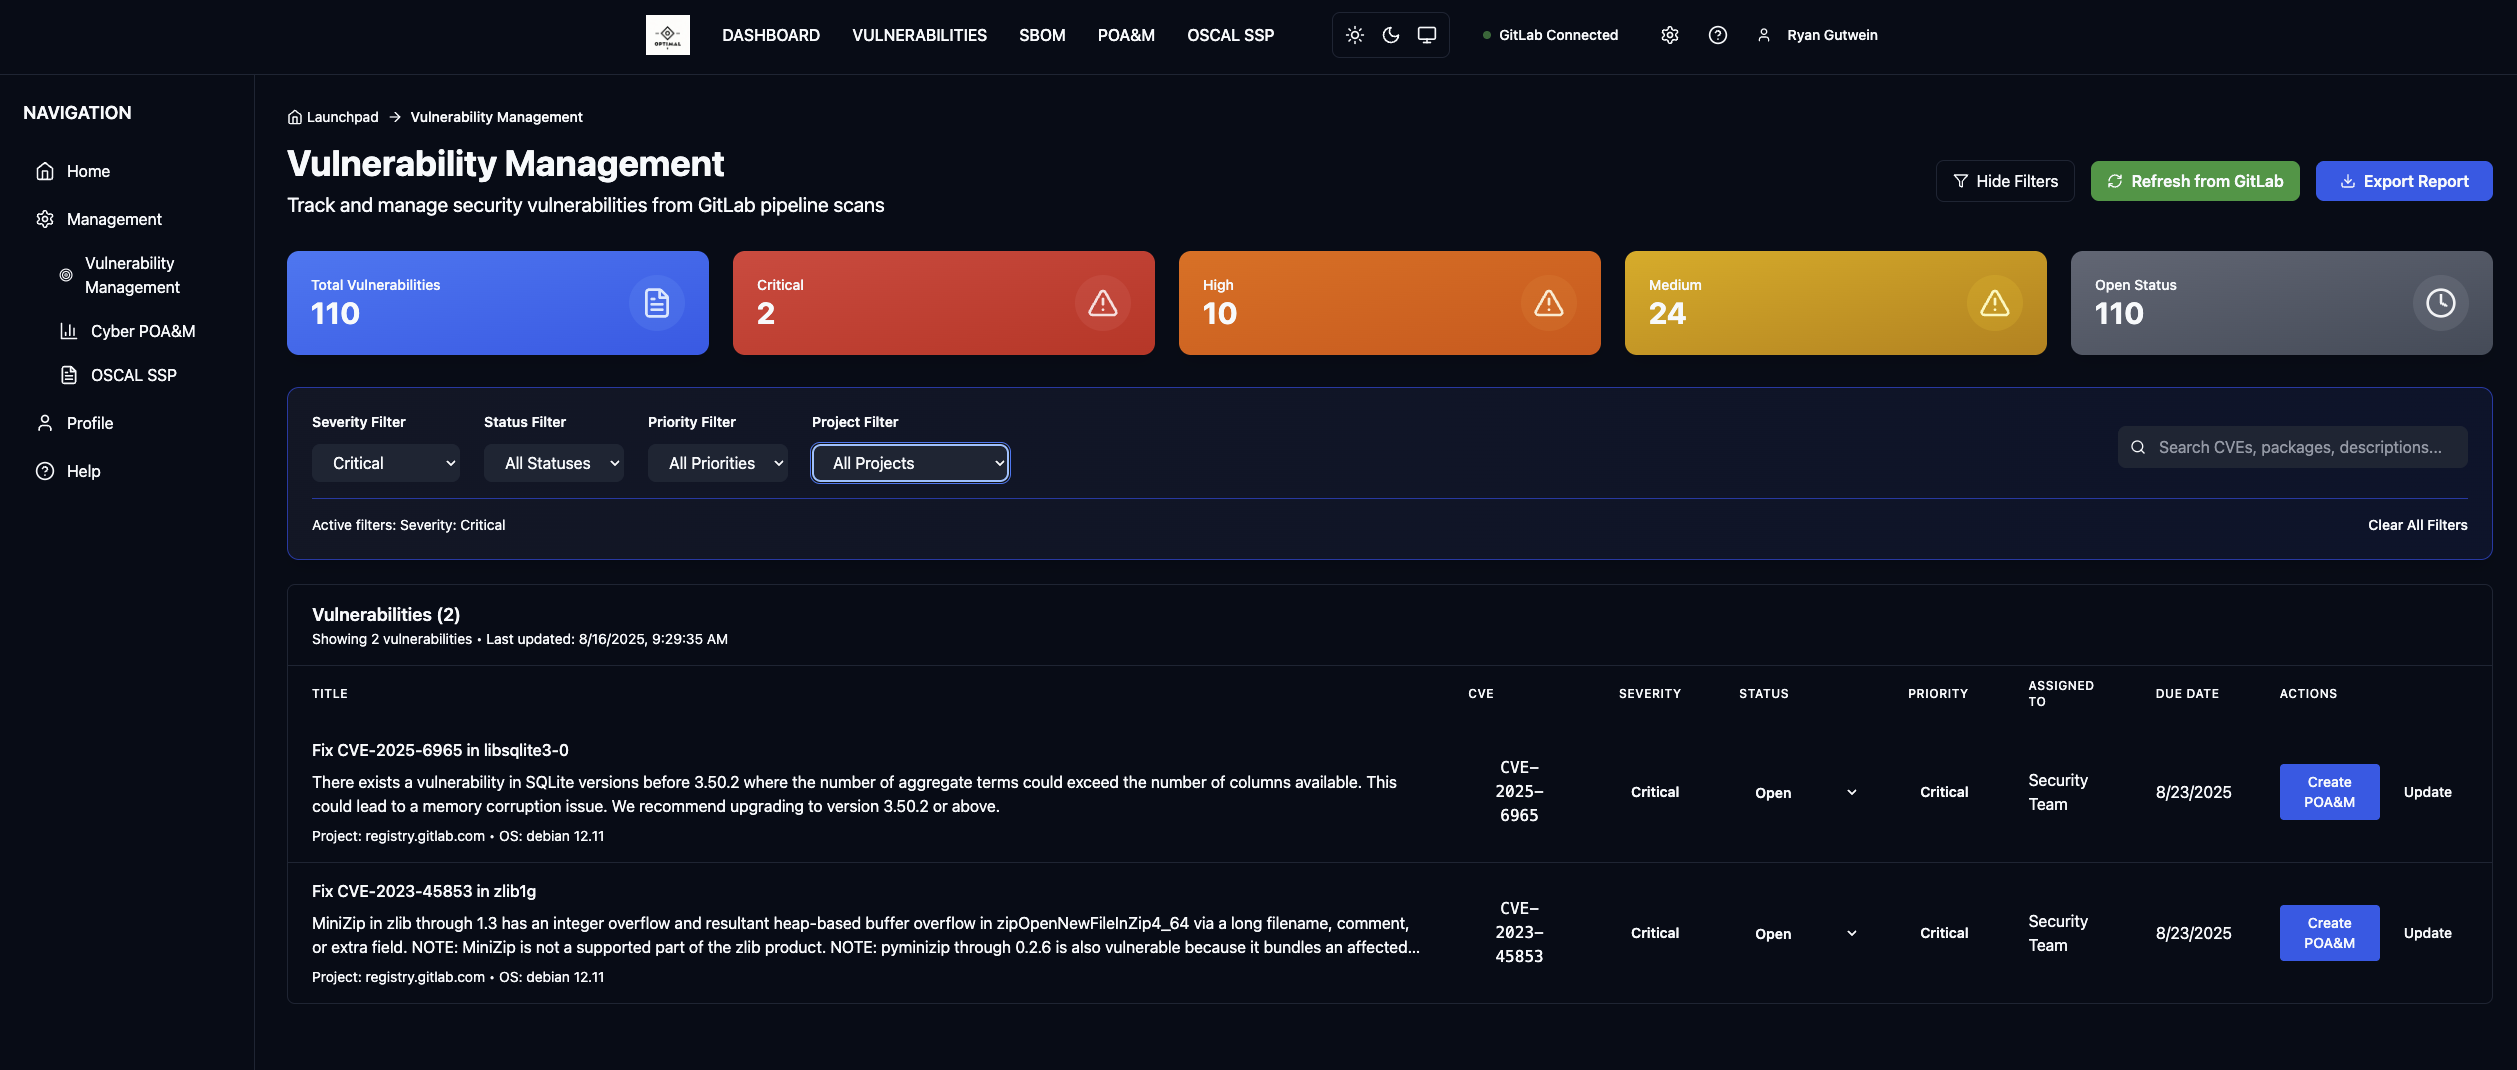 OPTIMAL
DASHBOARD
VULNERABILITIES
SBOM
POA&M
OSCAL SSP
GitLab Connected
Ryan Gutwein
NAVIGATION
Home
Management
Vulnerability
Management
Cyber POA&M
OSCAL SSP
Profile
Help
Launchpad → Vulnerability Management
Vulnerability Management
Track and manage security vulnerabilities from GitLab pipeline scans
Hide Filters
Refresh from GitLab
Export Report
Total Vulnerabilities
110
Critical
2
High
10
Medium
24
Open Status
110
Severity Filter
Status Filter
Priority Filter
Project Filter
Critical
All Statuses
All Priorities
All Projects
Search CVEs, packages, descriptions...
Active filters: Severity: Critical
Clear All Filters
Vulnerabilities (2)
Showing 2 vulnerabilities • Last updated: 8/16/2025, 9:29:35 AM
TITLE
CVE
SEVERITY
STATUS
PRIORITY
ASSIGNED
TO
DUE DATE
ACTIONS
Fix CVE-2025-6965 in libsqlite3-0
There exists a vulnerability in SQLite versions before 3.50.2 where the number of aggregate terms could exceed the number of columns available. This
could lead to a memory corruption issue. We recommend upgrading to version 3.50.2 or above.
Project: registry.gitlab.com • OS: debian 12.11
CVE-
2025-
6965
Critical
Open
Critical
Security
Team
8/23/2025
Create
POA&M
Update
Fix CVE-2023-45853 in zlib1g
MiniZip in zlib through 1.3 has an integer overflow and resultant heap-based buffer overflow in zipOpenNewFileInZip4_64 via a long filename, comment,
or extra field. NOTE: MiniZip is not a supported part of the zlib product. NOTE: pyminizip through 0.2.6 is also vulnerable because it bundles an affected...
Project: registry.gitlab.com • OS: debian 12.11
CVE-
2023-
45853
Critical
Open
Critical
Security
Team
8/23/2025
Create
POA&M
Update